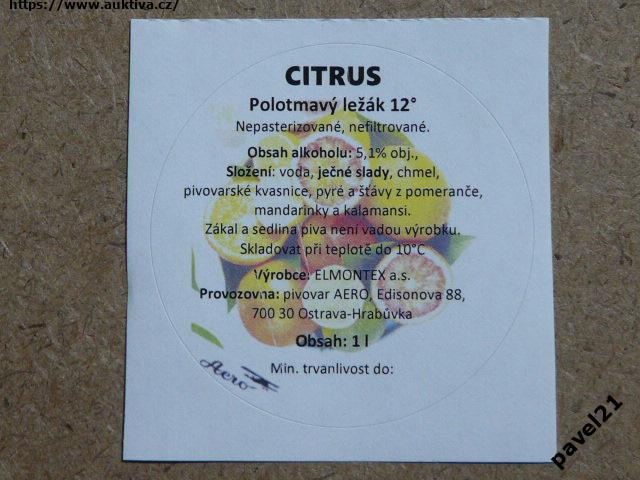 https://www.auktiva.cz/
CITRUS
Polotmavý ležák 12°
Nepasterizované, nefiltrované.
Obsah alkoholu: 5,1% obj.,
Složení: voda, ječné slady, chmel,
pivovarské kvasnice, pyré a šťávy z pomeranče,
mandarinky a kalamansi.
Zákal a sedlina piva není vadou výrobku.
Skladovat při teplotě do 10°C
Výrobce: ELMONTEX a.s.
Provozovna: pivovar AERO, Edisonova 88,
700 30 Ostrava-Hrabůvka
Obsah: 1 l
Min. trvanlivost do:
Aero
pavel21